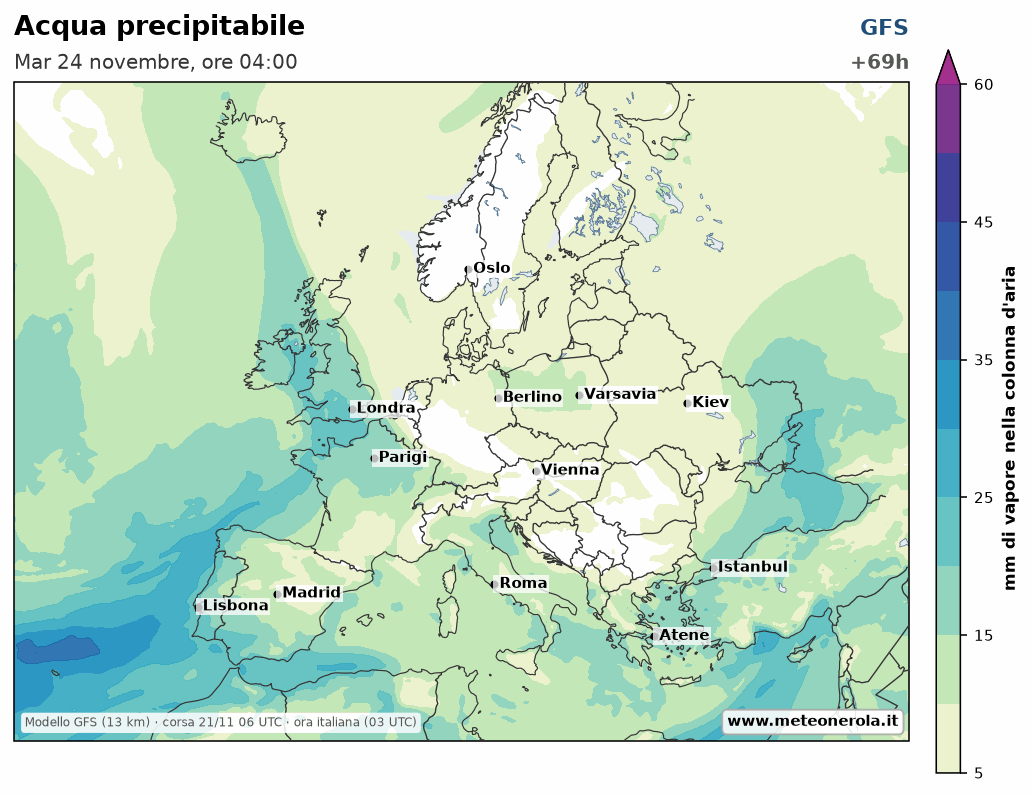 Acqua precipitabile
GFS
Mar 24 novembre, ore 04:00
+69h
60
45
35
25
15
5
mm di vapore nella colonna d'aria
Oslo
Berlino
Varsavia
Kiev
Londra
Parigi
Vienna
Istanbul
Roma
Madrid
Lisbona
Atene
Modello GFS (13 km) · corsa 21/11 06 UTC · ora italiana (03 UTC)
www.meteonerola.it